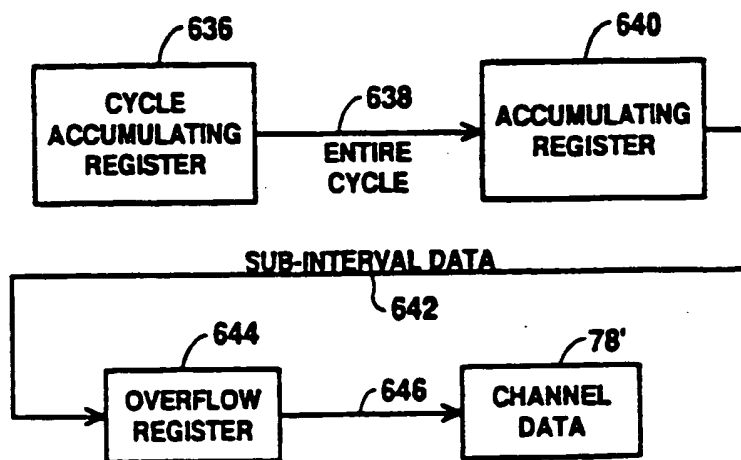 636
640
CYCLE
ACCUMULATING
REGISTER
638
ENTIRE
CYCLE
ACCUMULATING
REGISTER
SUB-INTERVAL DATA
642
644
78'
OVERFLOW
REGISTER
646
CHANNEL
DATA